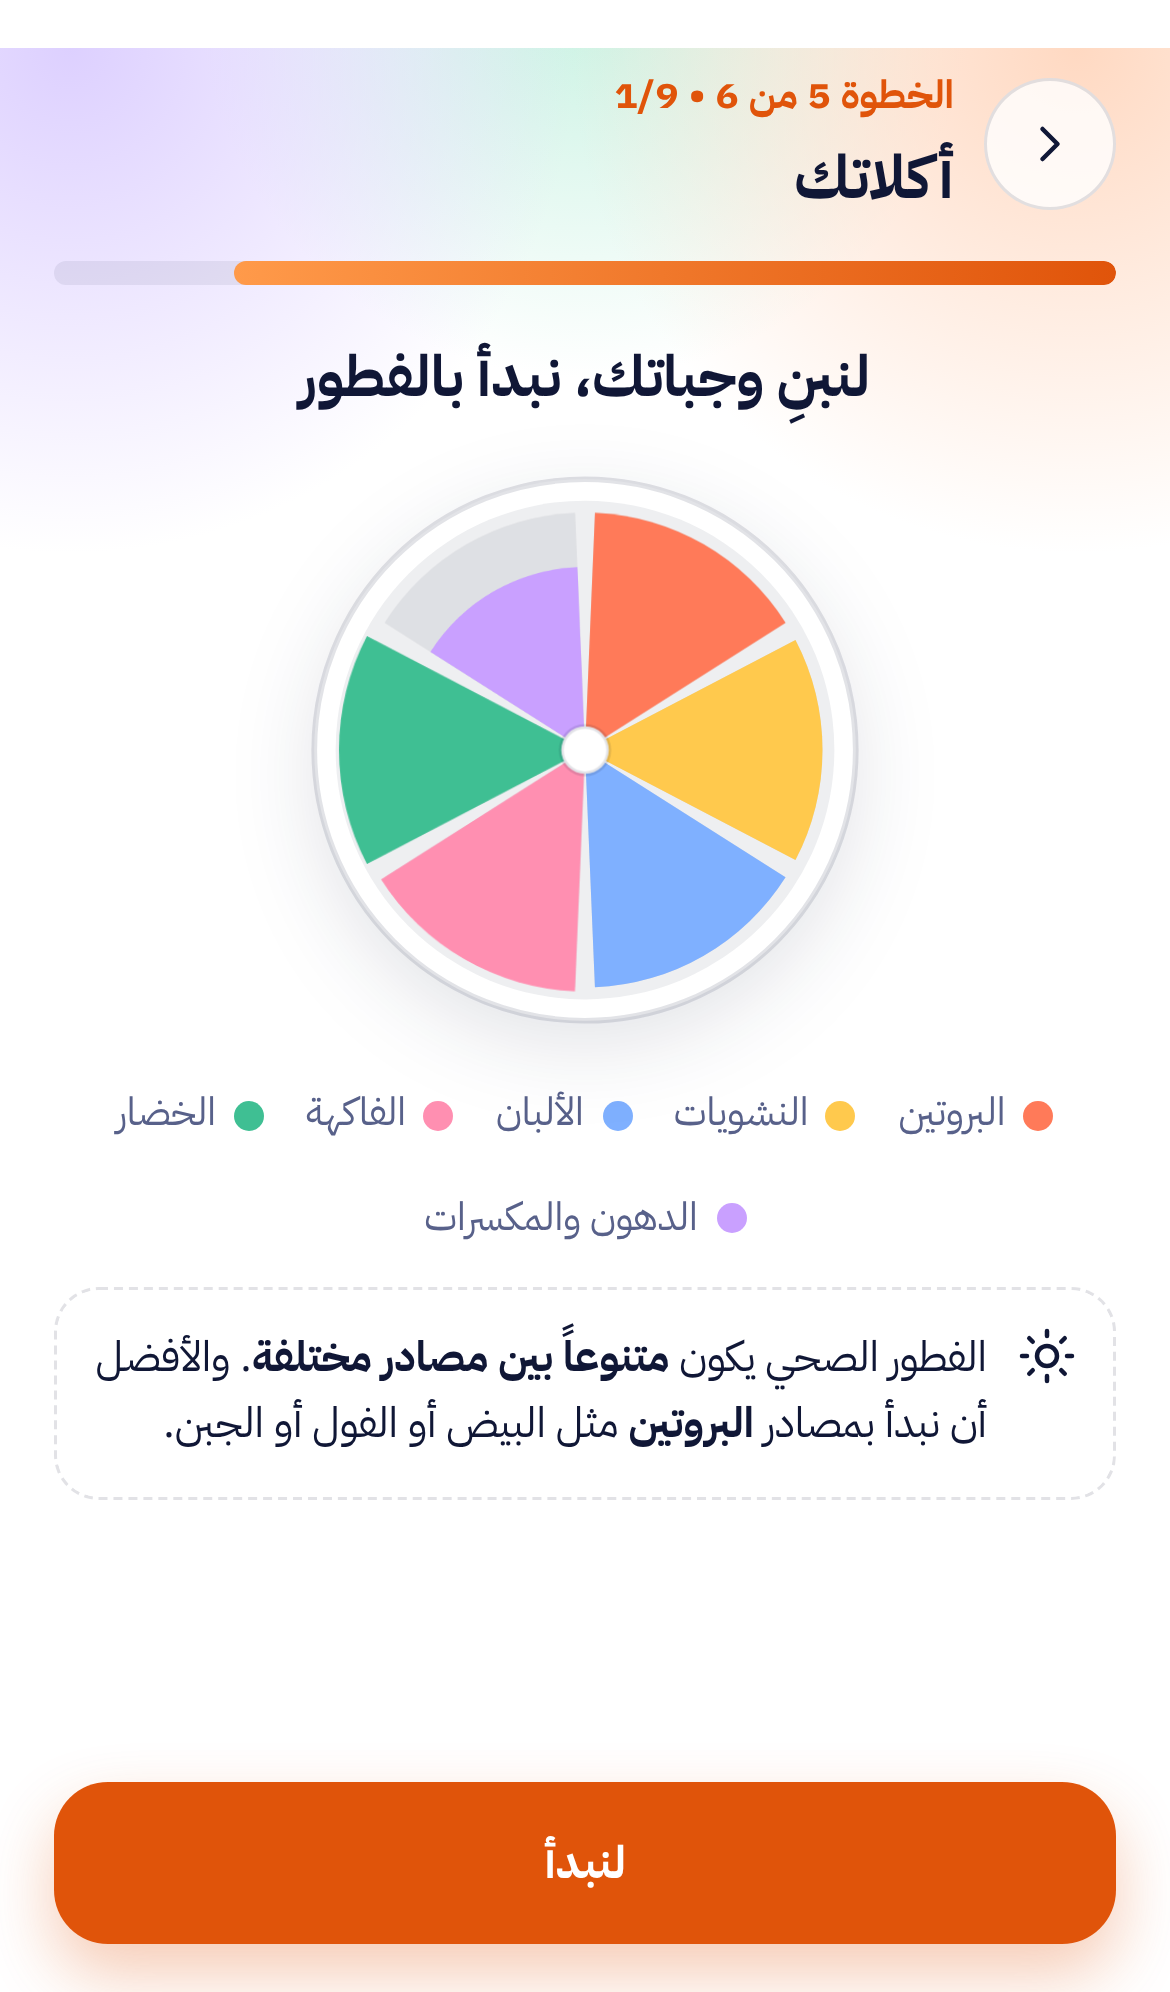 الخطوة 5 من 6 • 1/9
أكلاتك
لنبنِ وجباتك، نبدأ بالفطور
البروتين
النشويات
الألبان
الفاكهة
الخضار
الدهون والمكسرات
الفطور الصحي يكون متنوعاً بين مصادر مختلفة. والأفضل
أن نبدأ بمصادر البروتين مثل البيض أو الفول أو الجبن.
لنبدأ